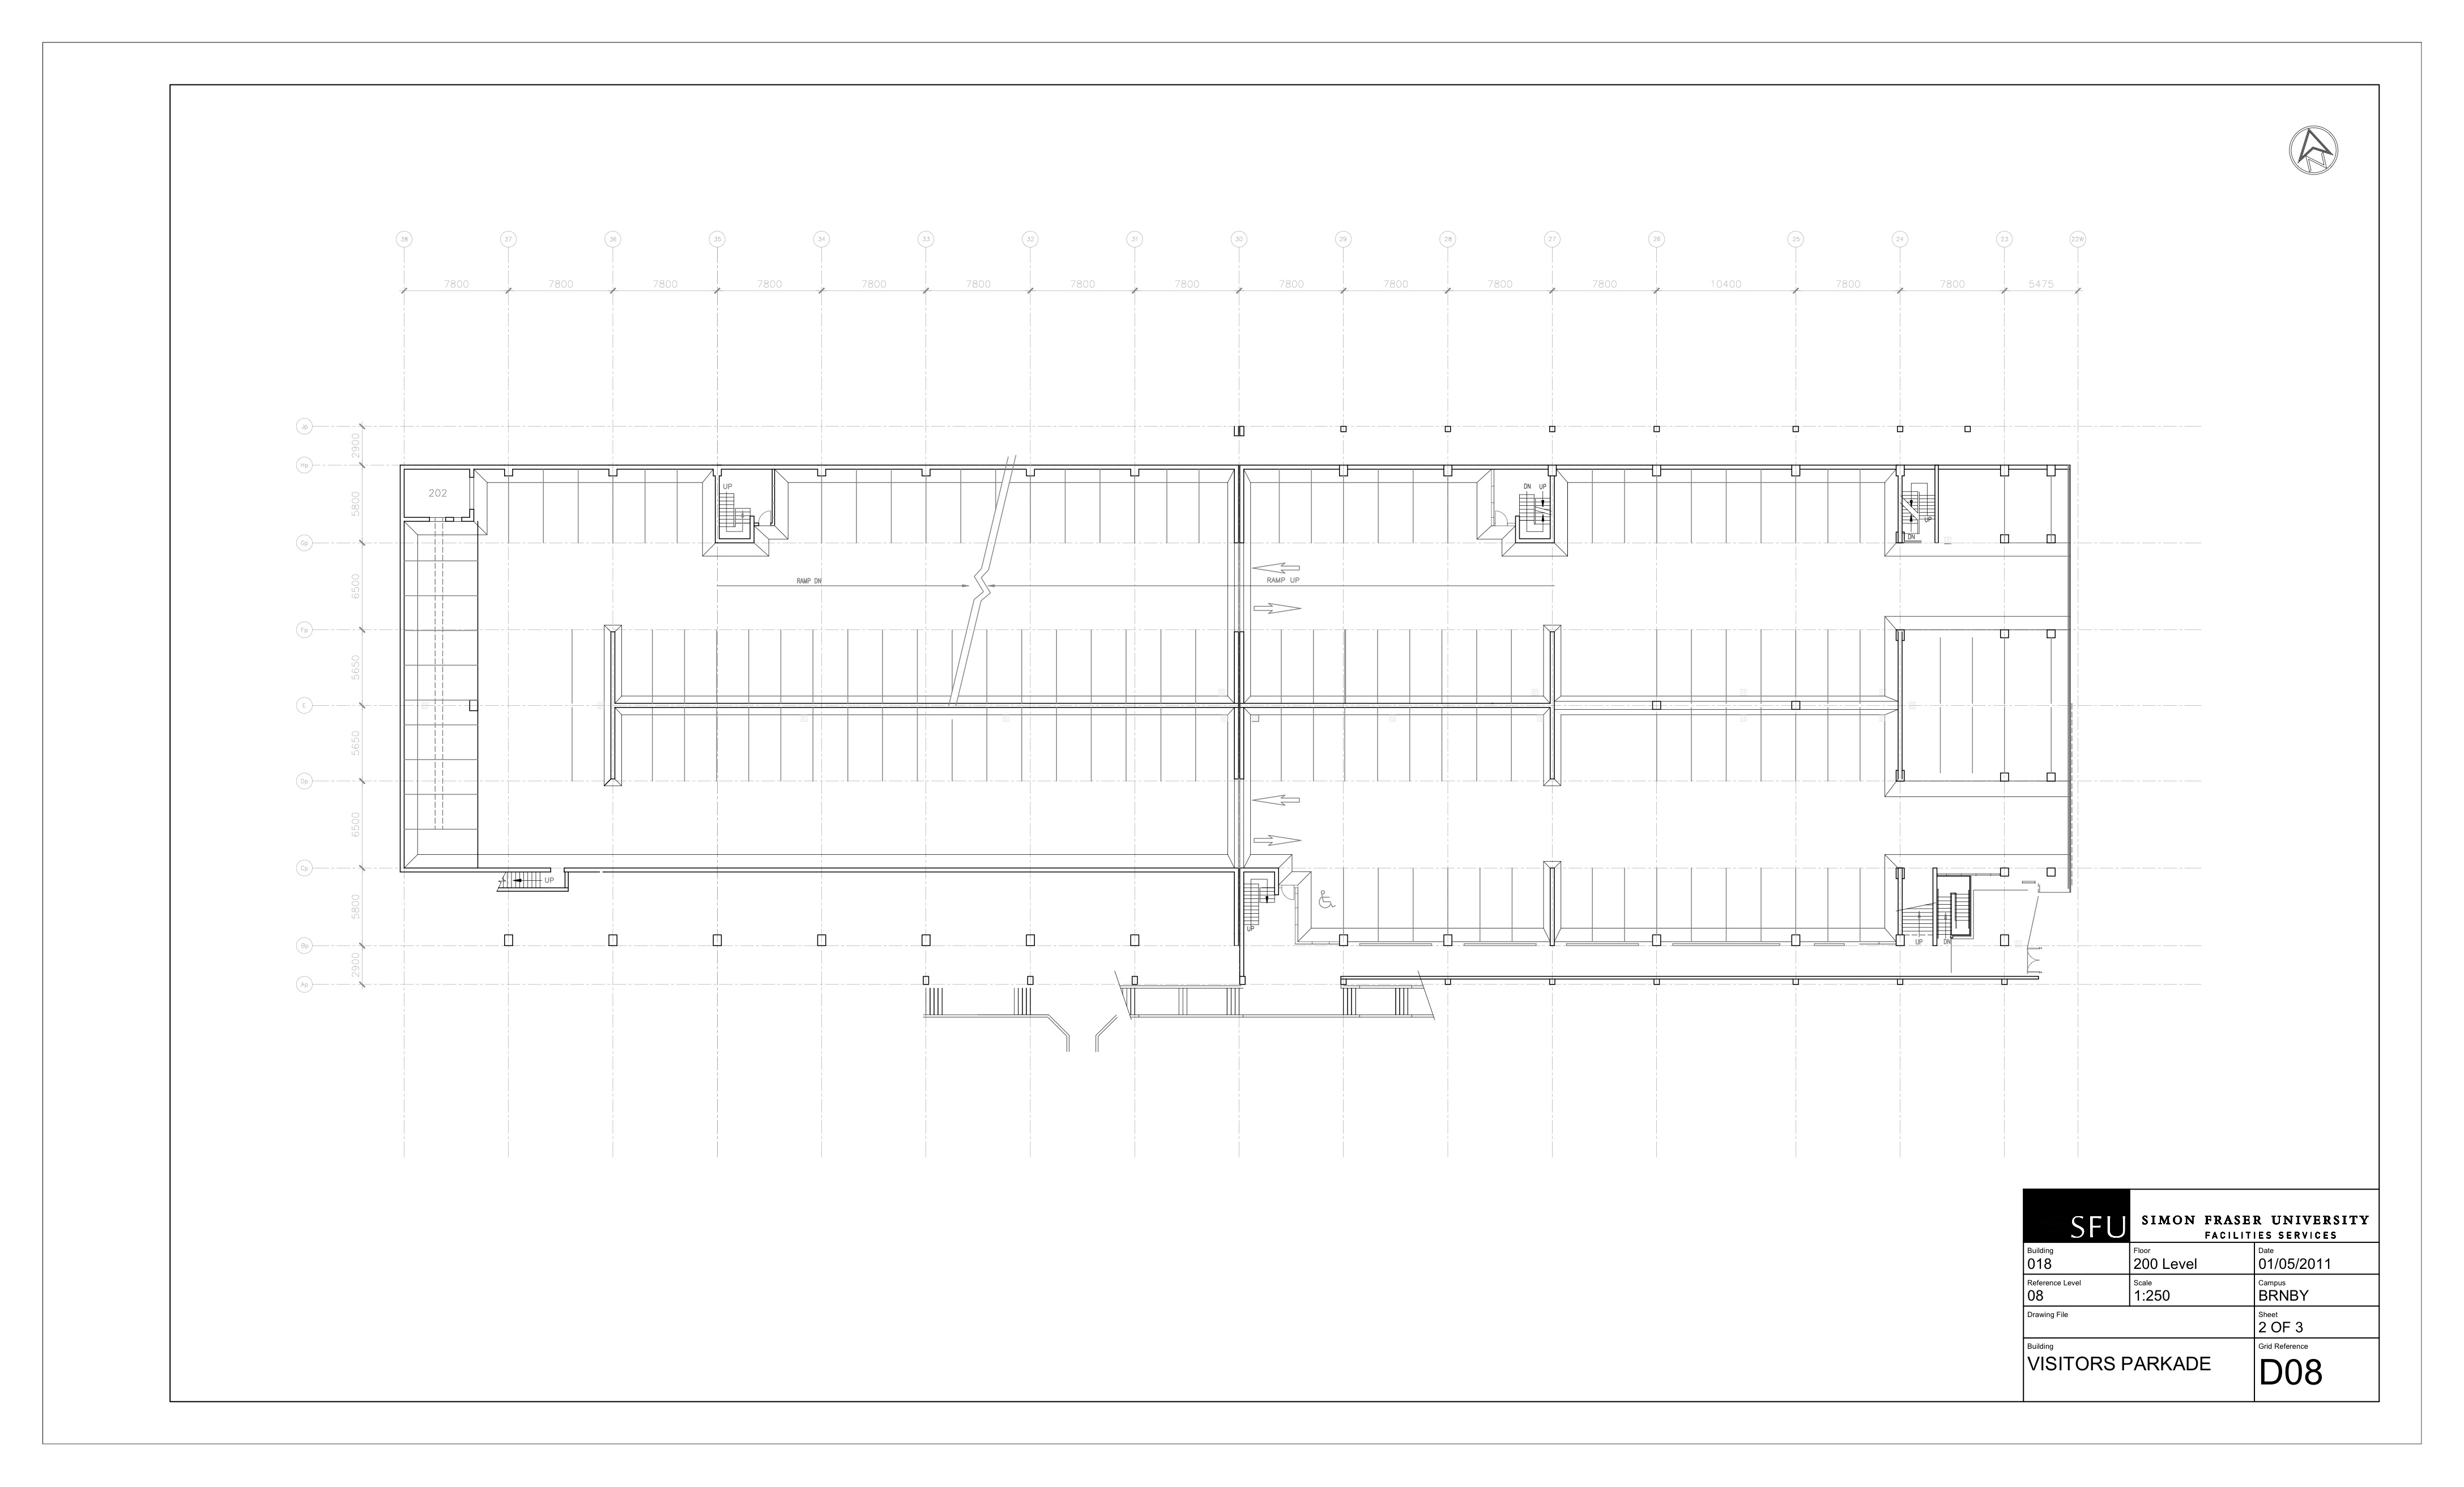 38 37 36 35 34 33 32 31 30 29 28 27 26 25 24 23 22W
7800 7800 7800 7800 7800 7800 7800 7800 7800 7800 7800 7800 10400 7800 7800 5475
Jp
2900
Hp
202
UP
DN UP
5800
UP
Gp
DN
6500
RAMP DN
RAMP UP
Fp
5650
E
5650
Dp
6500
Cp
UP
5800
UP
UP
DN
Bp
2900
Ap
SFU
SIMON FRASER UNIVERSITY
FACILITIES SERVICES
Building
018
Floor
200 Level
Date
01/05/2011
Reference Level
08
Scale
1:250
Campus
BRNBY
Drawing File
Sheet
2 OF 3
Building
VISITORS PARKADE
Grid Reference
D08